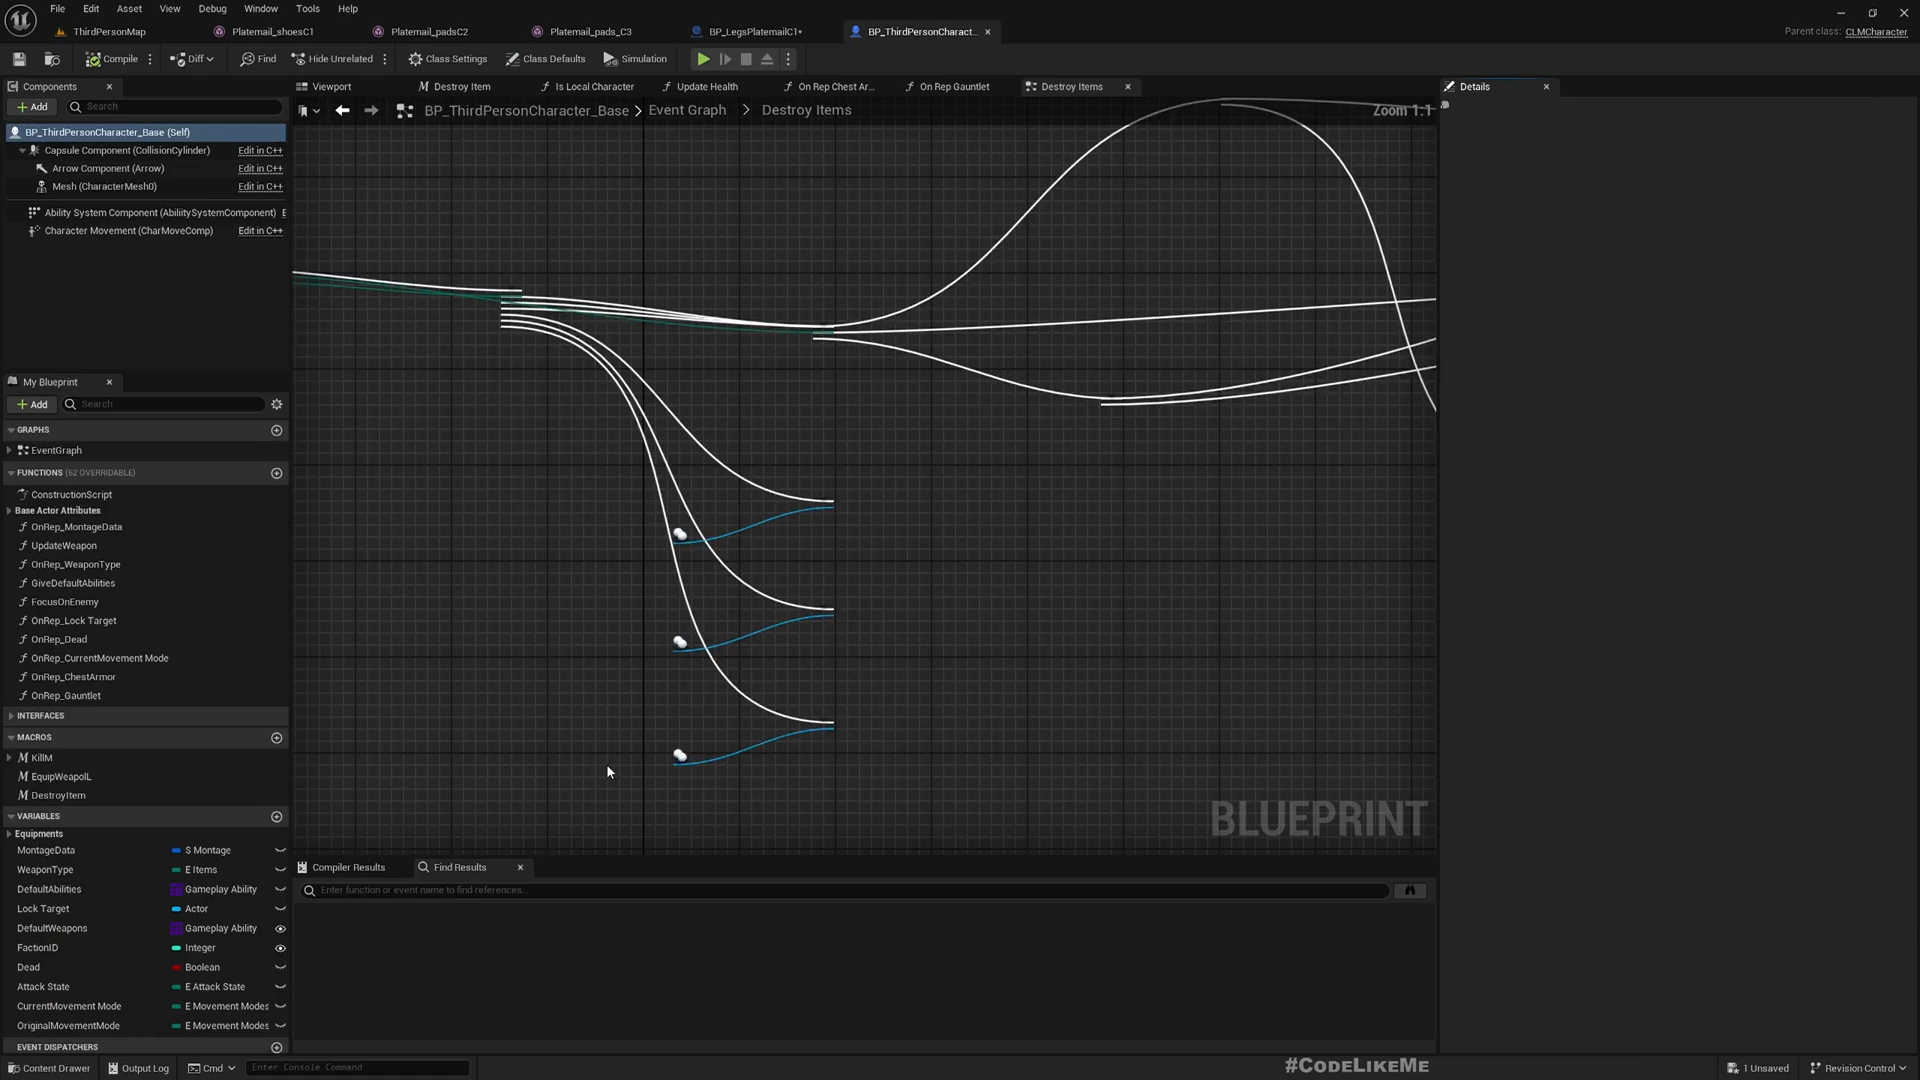 File Edit Asset View Debug Window Tools Help
ThirdPersonMap Platemail_shoesC1 Platemail_padsC2 Platemail_pads_C3 BP_LegsPlatemailC1• BP_ThirdPersonCharact...
Parent class: CLMCharacter
Compile Diff Find Hide Unrelated Class Settings Class Defaults Simulation
Components
Add Search
BP_ThirdPersonCharacter_Base (Self)
Capsule Component (CollisionCylinder) Edit in C++
Arrow Component (Arrow) Edit in C++
Mesh (CharacterMesh0) Edit in C++
Ability System Component (AbiliitySystemComponent) E
Character Movement (CharMoveComp) Edit in C++
Viewport Destroy Item Is Local Character Update Health On Rep Chest Ar... On Rep Gauntlet Destroy Items
BP_ThirdPersonCharacter_Base > Event Graph > Destroy Items
Zoom 1:1
BLUEPRINT
Details
My Blueprint
Add Search
GRAPHS
EventGraph
FUNCTIONS (62 OVERRIDABLE)
ConstructionScript
Base Actor Attributes
OnRep_MontageData
UpdateWeapon
OnRep_WeaponType
GiveDefaultAbilities
FocusOnEnemy
OnRep_Lock Target
OnRep_Dead
OnRep_CurrentMovement Mode
OnRep_ChestArmor
OnRep_Gauntlet
INTERFACES
MACROS
KillM
EquipWeapolL
DestroyItem
VARIABLES
Equipments
MontageData S Montage
WeaponType E Items
DefaultAbilities Gameplay Ability
Lock Target Actor
DefaultWeapons Gameplay Ability
FactionID Integer
Dead Boolean
Attack State E Attack State
CurrentMovement Mode E Movement Modes
OriginalMovementMode E Movement Modes
EVENT DISPATCHERS
Compiler Results Find Results
Enter function or event name to find references...
Content Drawer Output Log Cmd Enter Console Command
#CodeLikeMe
1 Unsaved Revision Control